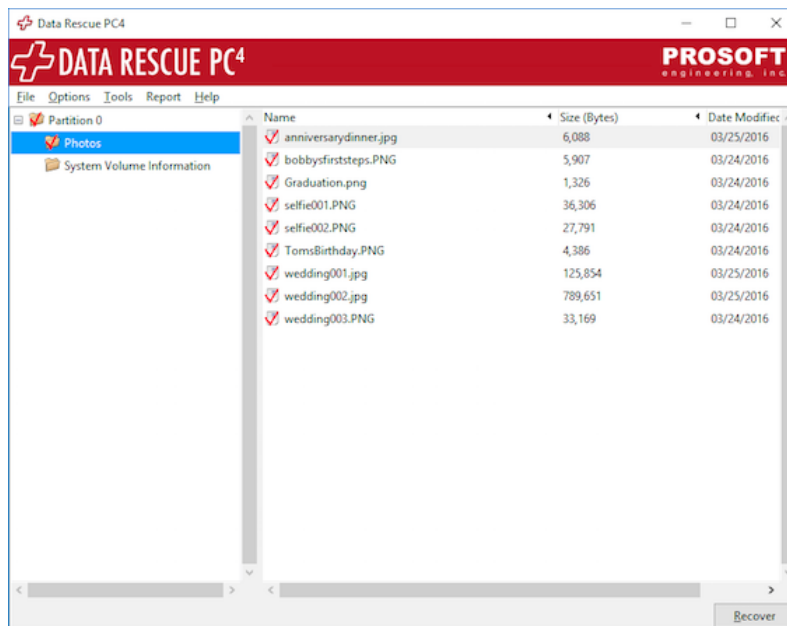 Data Rescue PC4
DATA RESCUE PC4
PROSOFT
engineering, inc.
File Options Tools Report Help
Partition 0
Photos
System Volume Information
Name Size (Bytes) Date Modified
anniversarydinner.jpg 6,088 03/25/2016
bobbysfirststeps.PNG 5,907 03/24/2016
Graduation.png 1,326 03/24/2016
selfie001.PNG 36,306 03/24/2016
selfie002.PNG 27,791 03/24/2016
TomsBirthday.PNG 4,386 03/24/2016
wedding001.jpg 125,854 03/25/2016
wedding002.jpg 789,651 03/25/2016
wedding003.PNG 33,169 03/24/2016
Recover